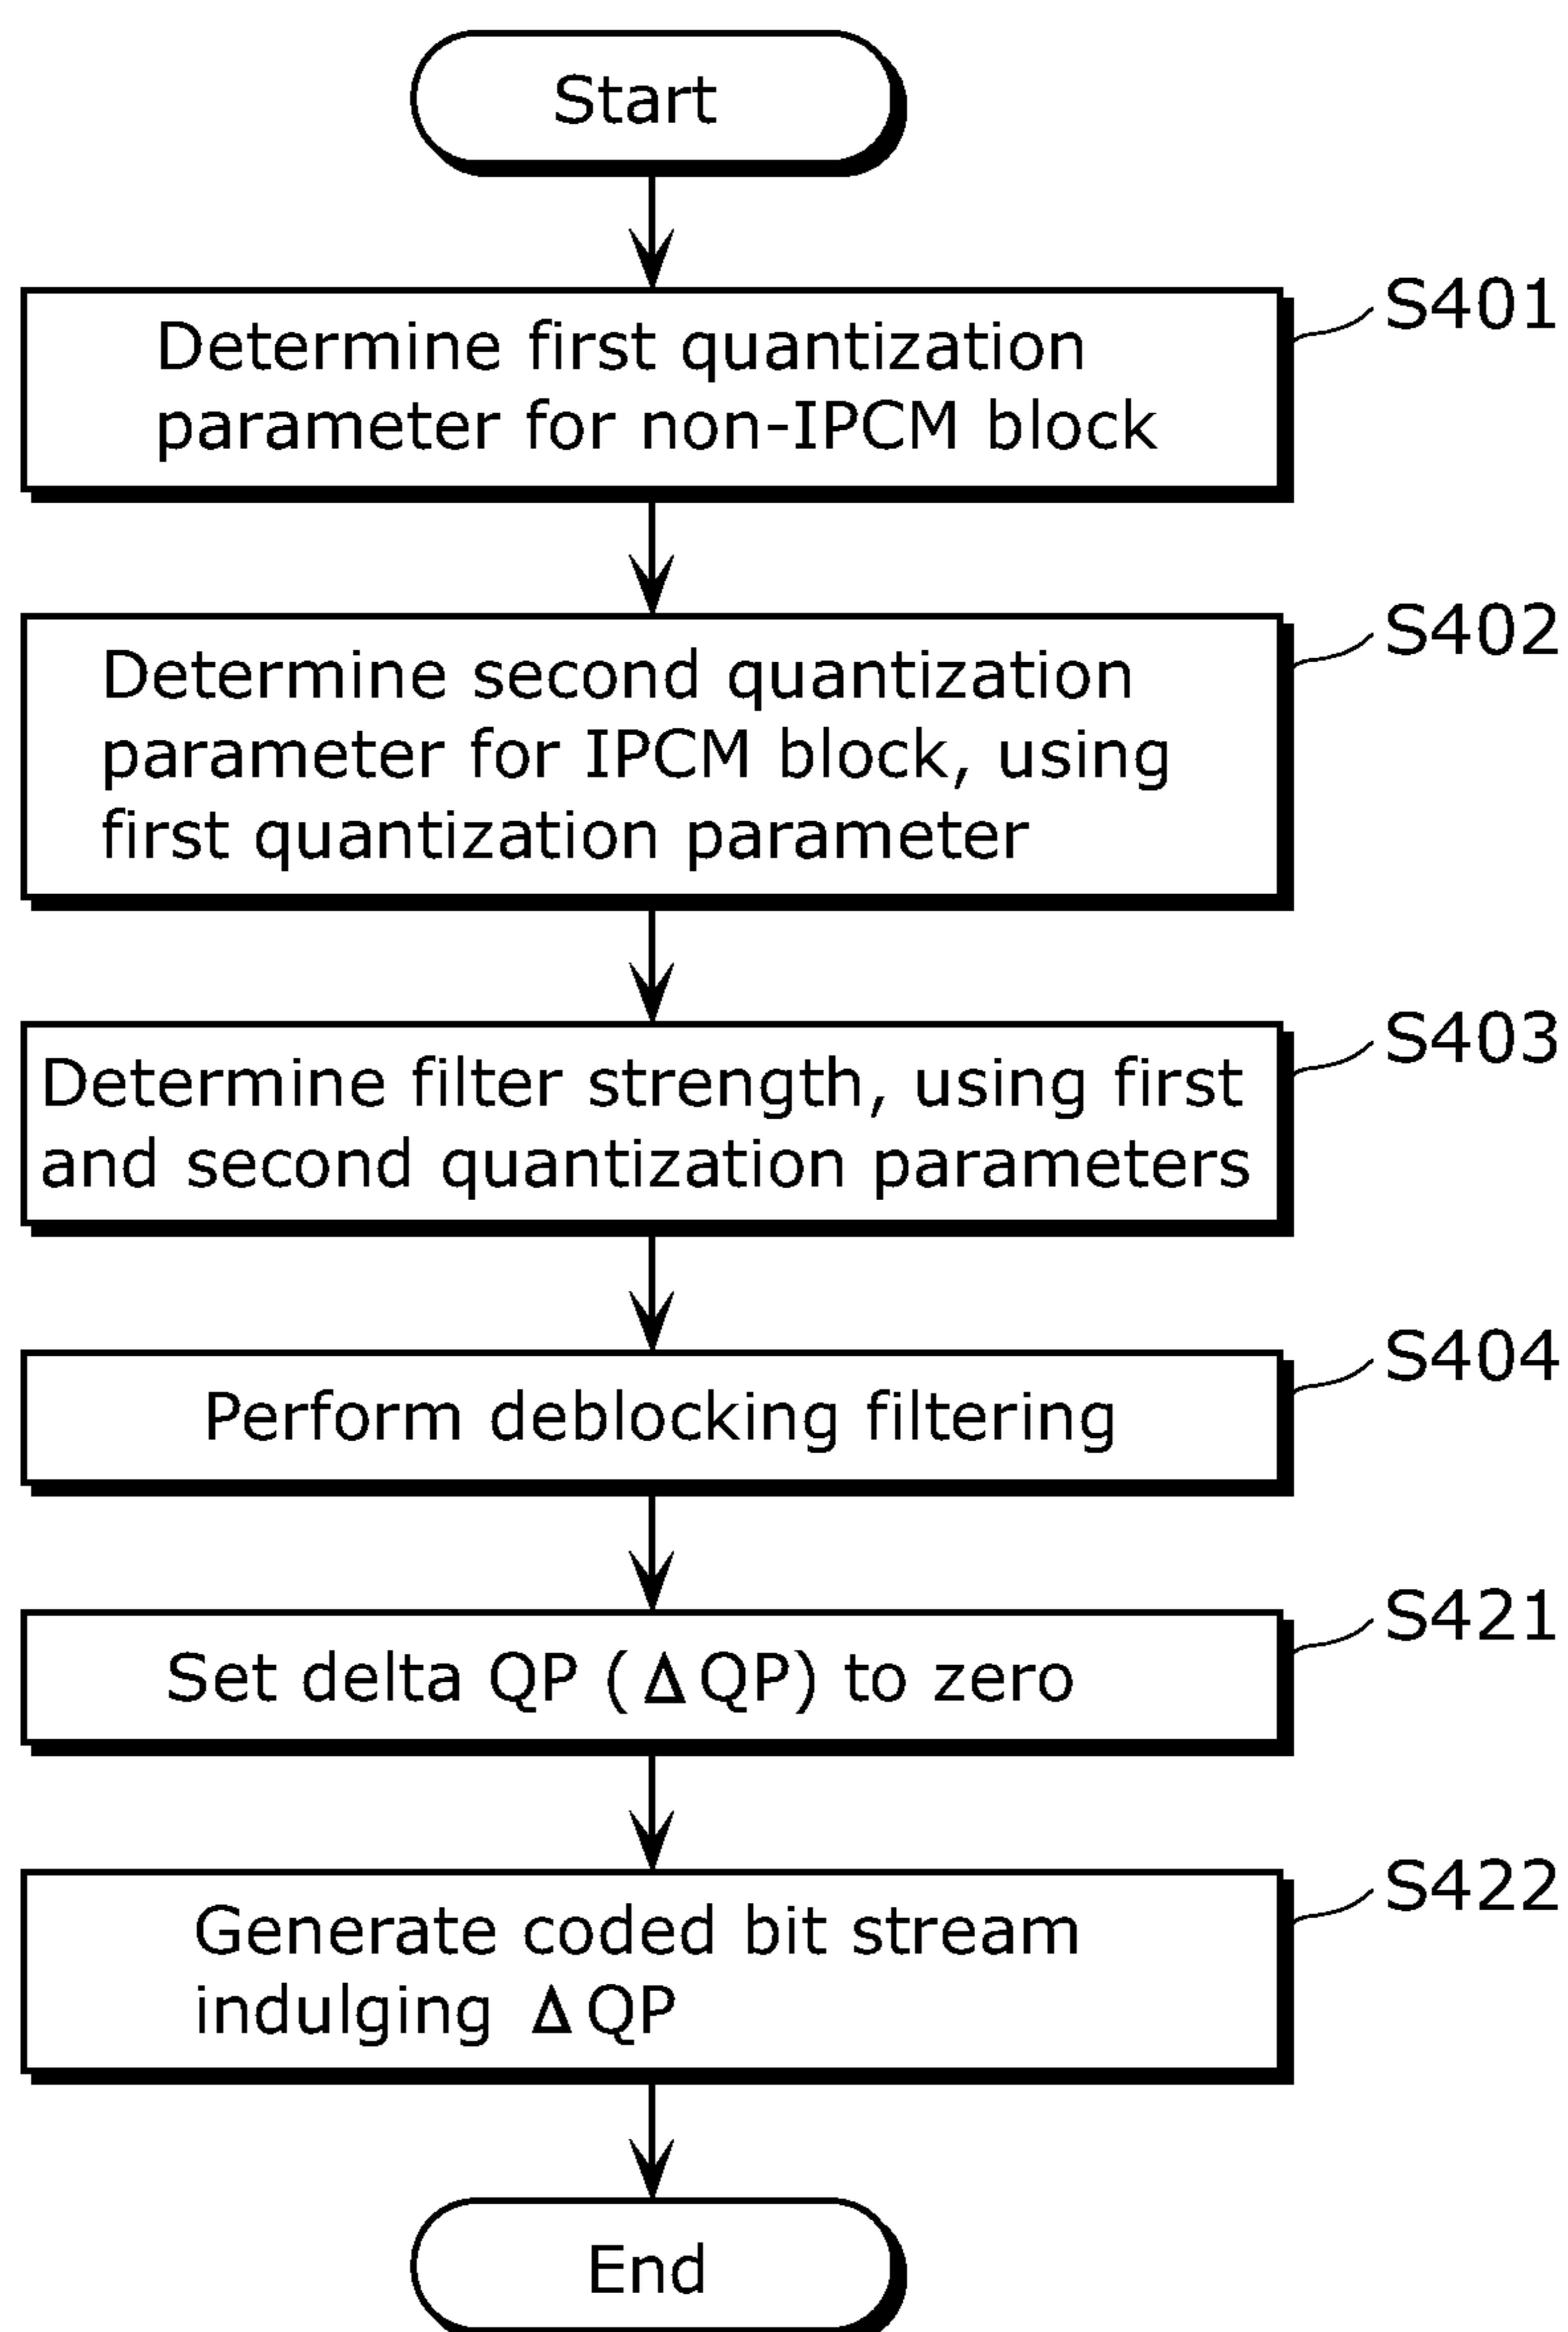 Start
S401
Determine first quantization
parameter for non-IPCM block
S402
Determine second quantization
parameter for IPCM block, using
first quantization parameter
S403
Determine filter strength, using first
and second quantization parameters
S404
Perform deblocking filtering
S421
Set delta QP (ΔQP) to zero
S422
Generate coded bit stream
indulging ΔQP
End